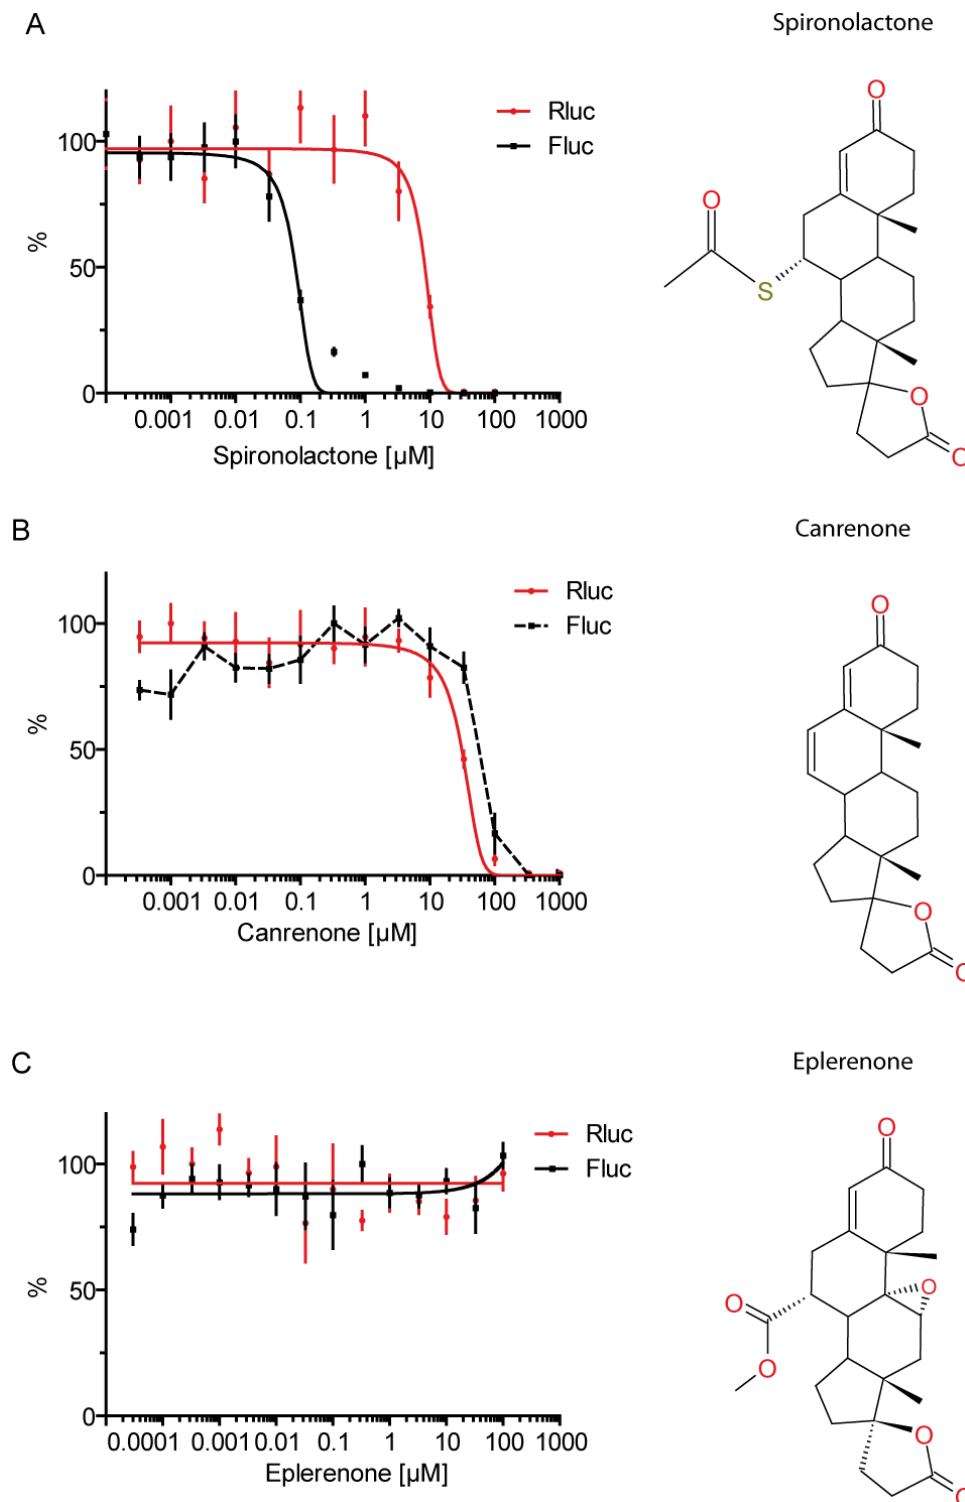 A
Spironolactone
Rluc
Fluc
100
50
0
%
0.001 0.01 0.1 1 10 100 1000
Spironolactone [µM]
O
O
S
O
O
B
Canrenone
Rluc
Fluc
100
50
0
%
0.001 0.01 0.1 1 10 100 1000
Canrenone [µM]
O
O
O
C
Eplerenone
Rluc
Fluc
100
50
0
%
0.0001 0.001 0.01 0.1 1 10 100 1000
Eplerenone [µM]
O
O
O
O
O
O